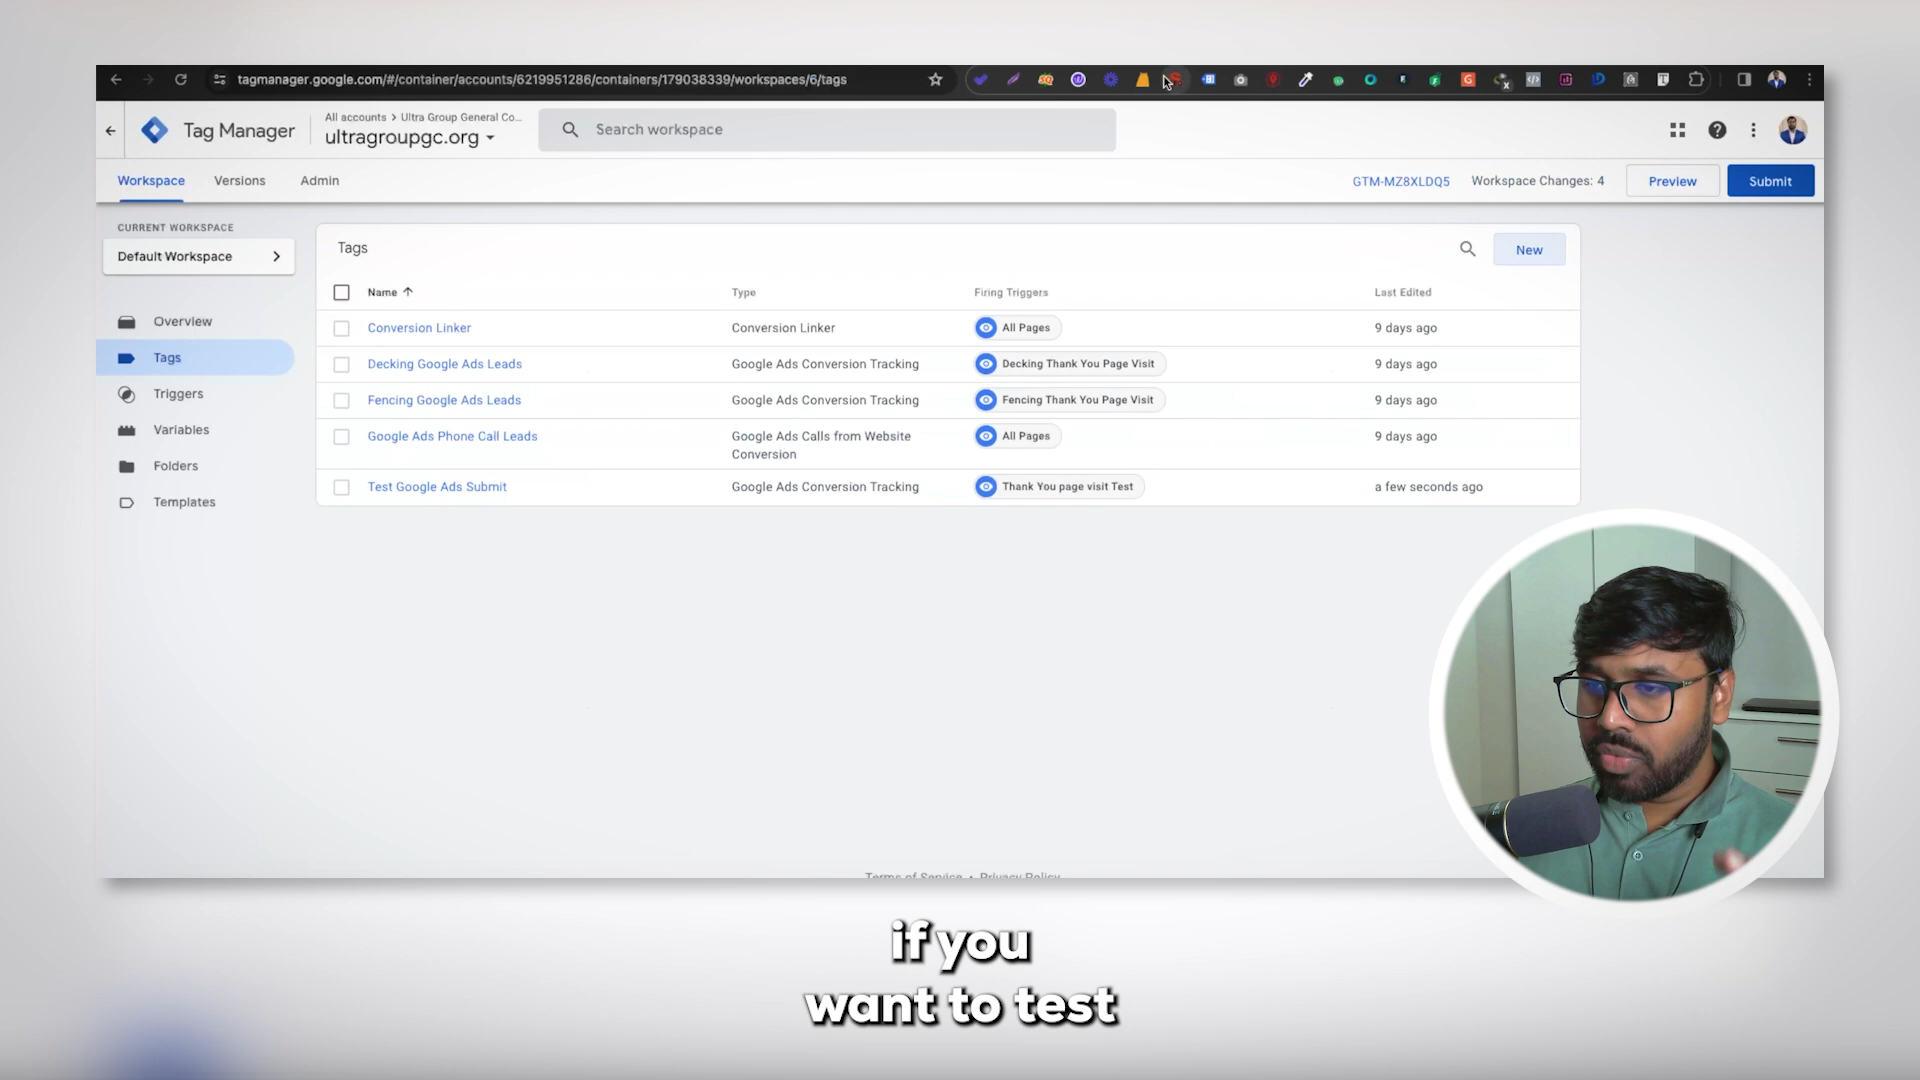 tagmanager.google.com/#/container/accounts/6219951286/containers/179038339/workspaces/6/tags
Tag Manager
All accounts > Ultra Group General Co...
ultragroupgc.org
Search workspace
Workspace
Versions
Admin
GTM-MZ8XLDQ5
Workspace Changes: 4
Preview
Submit
CURRENT WORKSPACE
Default Workspace
Overview
Tags
Triggers
Variables
Folders
Templates
Tags
New
Name Type Firing Triggers Last Edited
Conversion Linker Conversion Linker All Pages 9 days ago
Decking Google Ads Leads Google Ads Conversion Tracking Decking Thank You Page Visit 9 days ago
Fencing Google Ads Leads Google Ads Conversion Tracking Fencing Thank You Page Visit 9 days ago
Google Ads Phone Call Leads Google Ads Calls from Website All Pages 9 days ago
Conversion
Test Google Ads Submit Google Ads Conversion Tracking Thank You page visit Test a few seconds ago
Terms of Service • Privacy Policy
if you
want to test